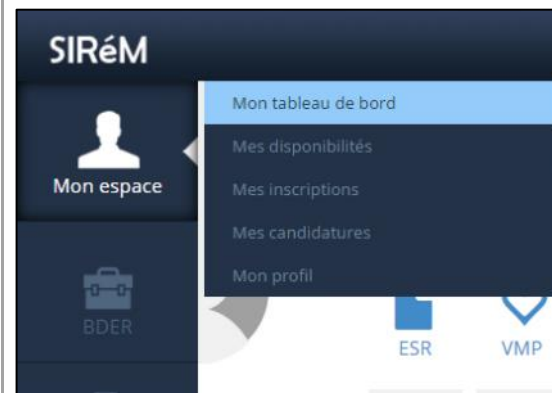 SIRéM
Mon espace
Mon tableau de bord
Mes disponibilités
Mes inscriptions
Mes candidatures
Mon profil
BDER
ESR
VMP